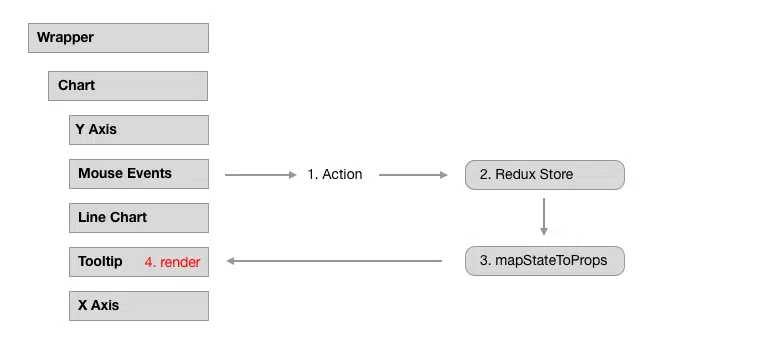 Wrapper
Chart
Y Axis
Mouse Events
1. Action
2. Redux Store
Line Chart
Tooltip 4. render
3. mapStateToProps
X Axis